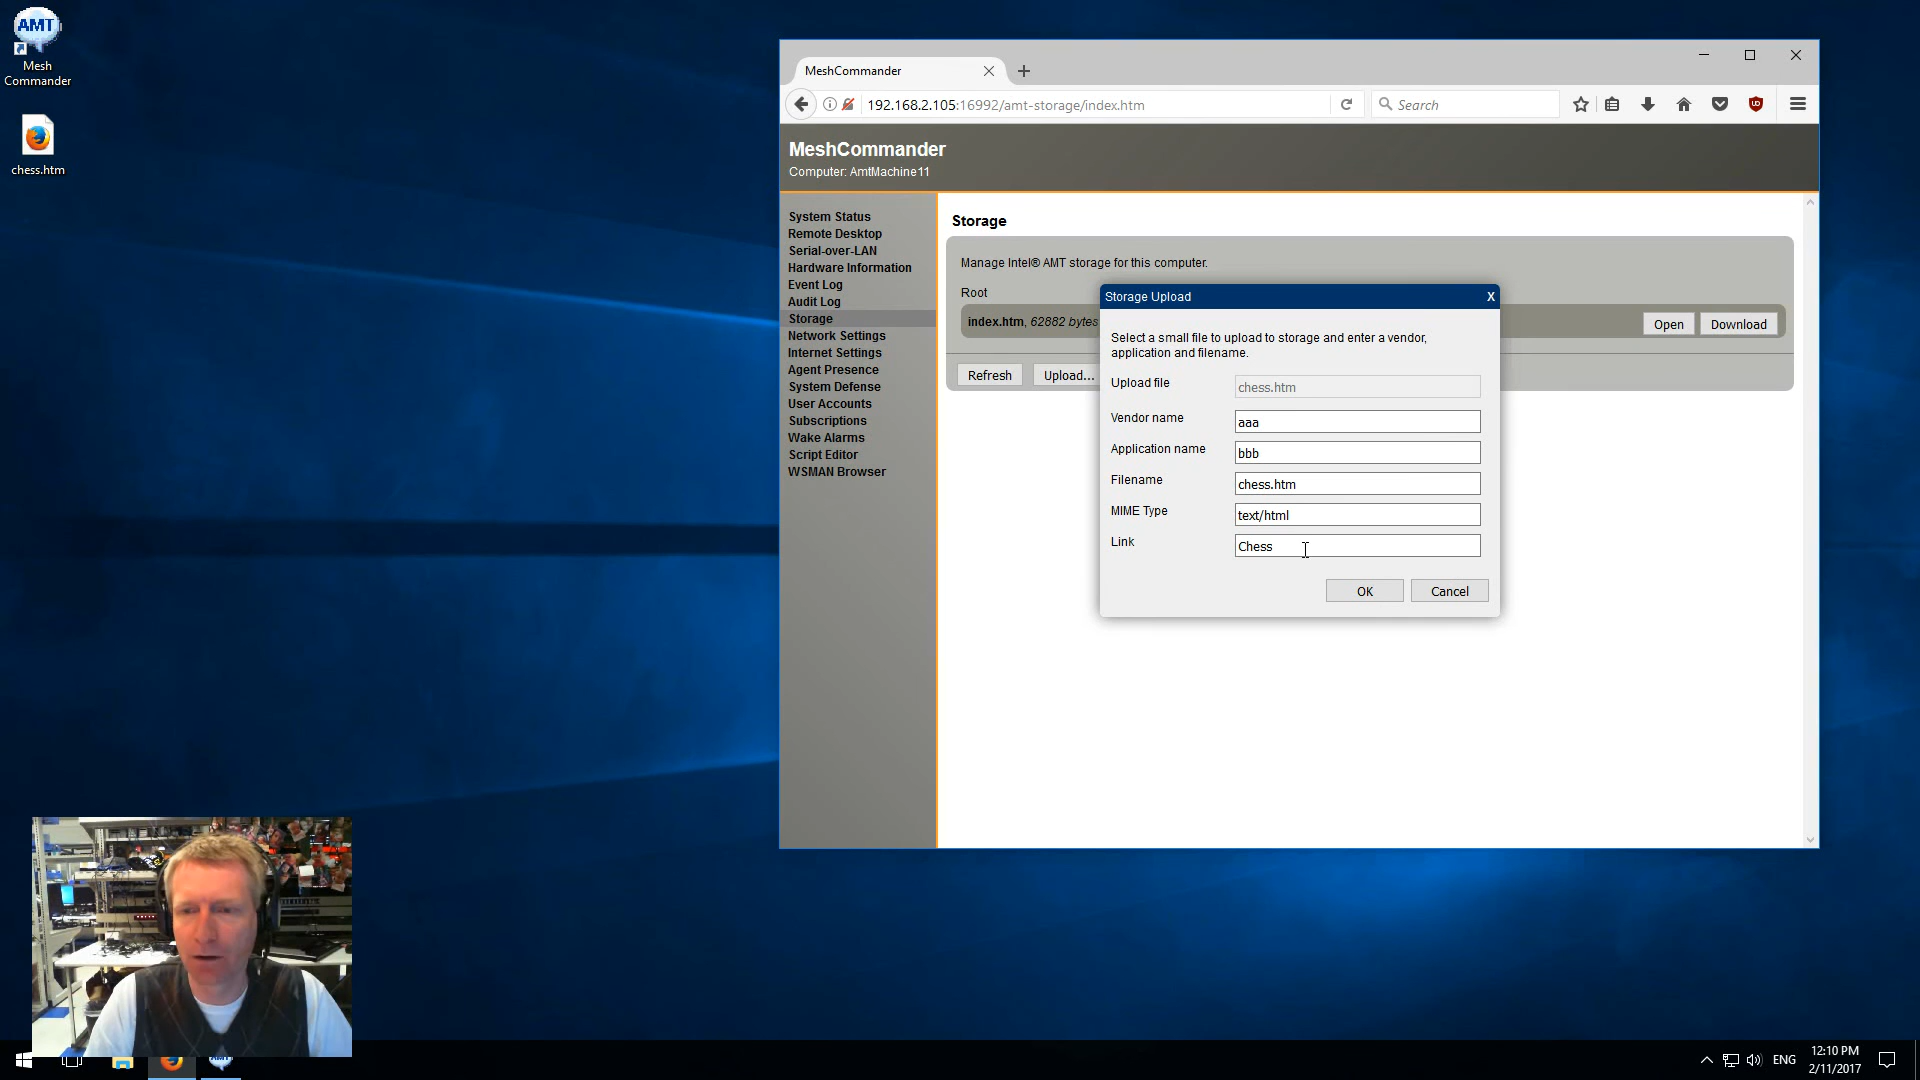 AMT
Mesh
Commander
chess.htm
MeshCommander
192.168.2.105:16992/amt-storage/index.htm
Search
MeshCommander
Computer: AmtMachine11
System Status
Remote Desktop
Serial-over-LAN
Hardware Information
Event Log
Audit Log
Storage
Network Settings
Internet Settings
Agent Presence
System Defense
User Accounts
Subscriptions
Wake Alarms
Script Editor
WSMAN Browser
Storage
Manage Intel® AMT storage for this computer.
Root
index.htm, 62882 bytes
Open
Download
Refresh
Upload...
Storage Upload
X
Select a small file to upload to storage and enter a vendor,
application and filename.
Upload file
chess.htm
Vendor name
aaa
Application name
bbb
Filename
chess.htm
MIME Type
text/html
Link
Chess
OK
Cancel
AMT
ENG
12:10 PM
2/11/2017